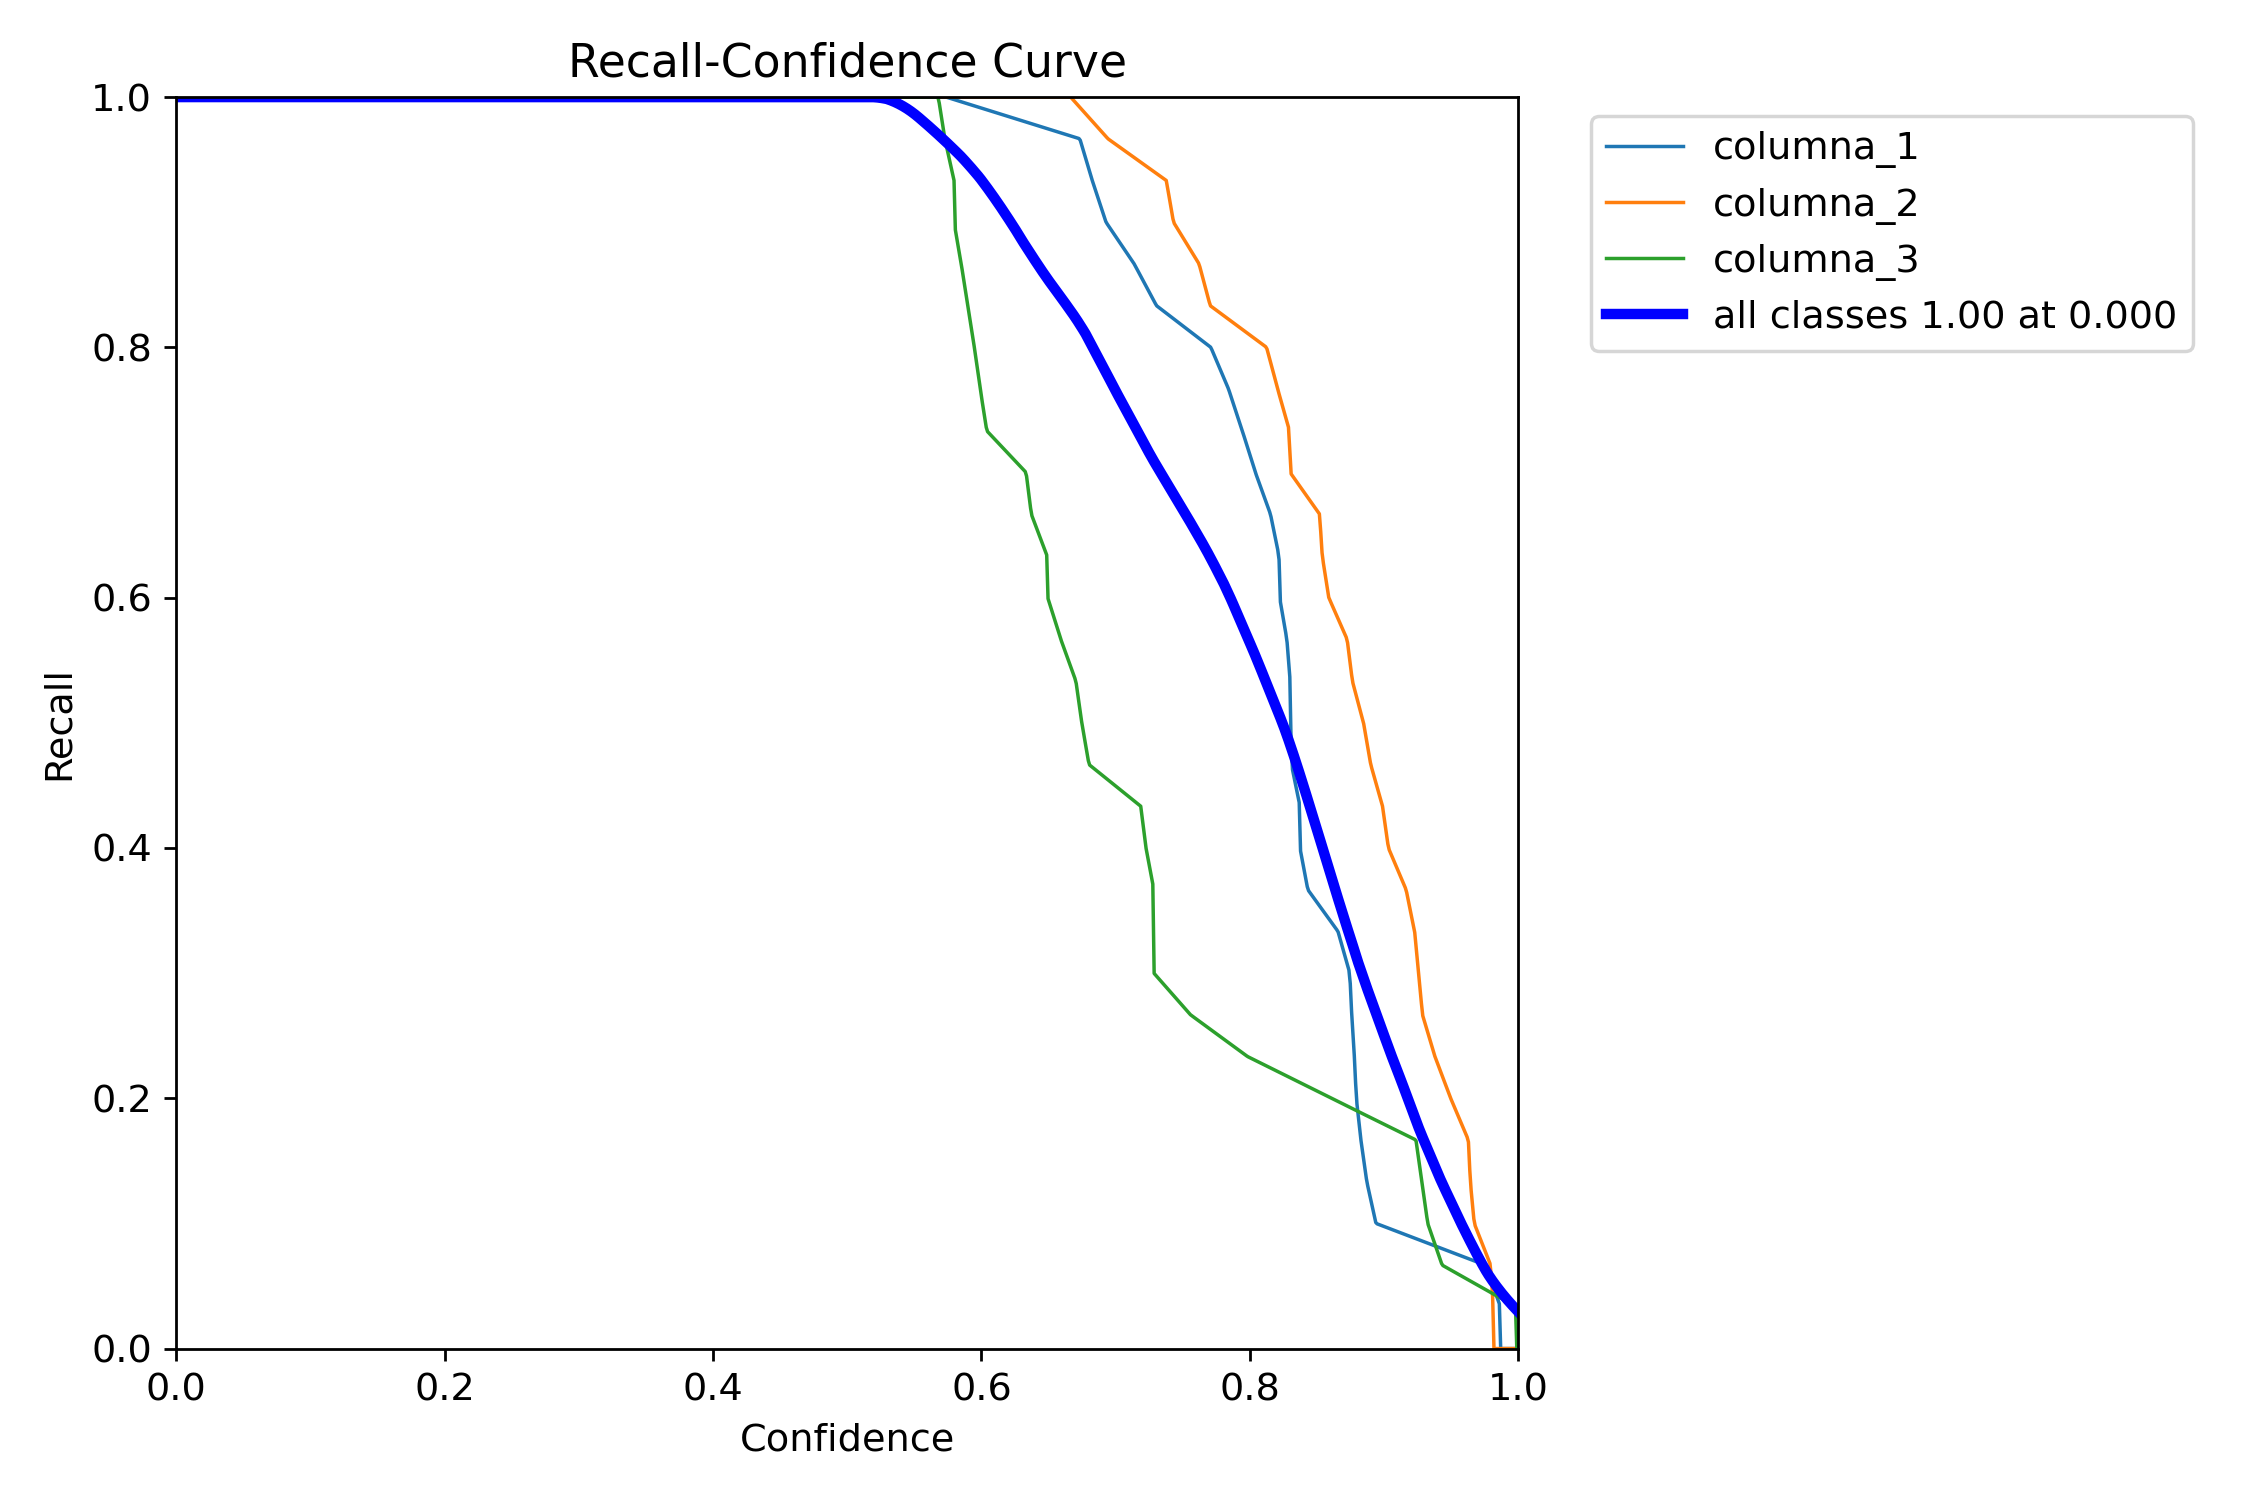 Recall-Confidence Curve
1.0
0.8
0.6
0.4
0.2
0.0
Recall
0.0 0.2 0.4 0.6 0.8 1.0
Confidence
columna_1
columna_2
columna_3
all classes 1.00 at 0.000